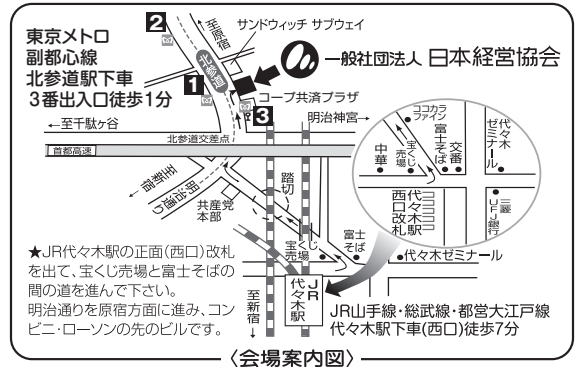 東京メトロ
副都心線
北参道駅下車
3番出入口徒歩1分
2
至原宿
サンドウィッチ サブウェイ
北参道
一般社団法人 日本経営協会
1
コープ共済プラザ
3
←至千駄ヶ谷
明治神宮→
北参道交差点
首都高速
至新宿
明治通り
共産党
本部
踏切
ココカラ
ファイン
代々木
ゼミナール
中華
宝くじ
売場
富士そば
交番
代々木駅
西口改札
三菱
UFJ銀行
宝くじ
売場
富士
そば
代々木ゼミナール
★JR代々木駅の正面(西口)改札
を出て、宝くじ売場と富士そばの
間の道を進んで下さい。
明治通りを原宿方面に進み、コン
ビニ・ローソンの先のビルです。
至新宿
JR
代々木駅
JR山手線・総武線・都営大江戸線
代々木駅下車(西口)徒歩7分
〈会場案内図〉